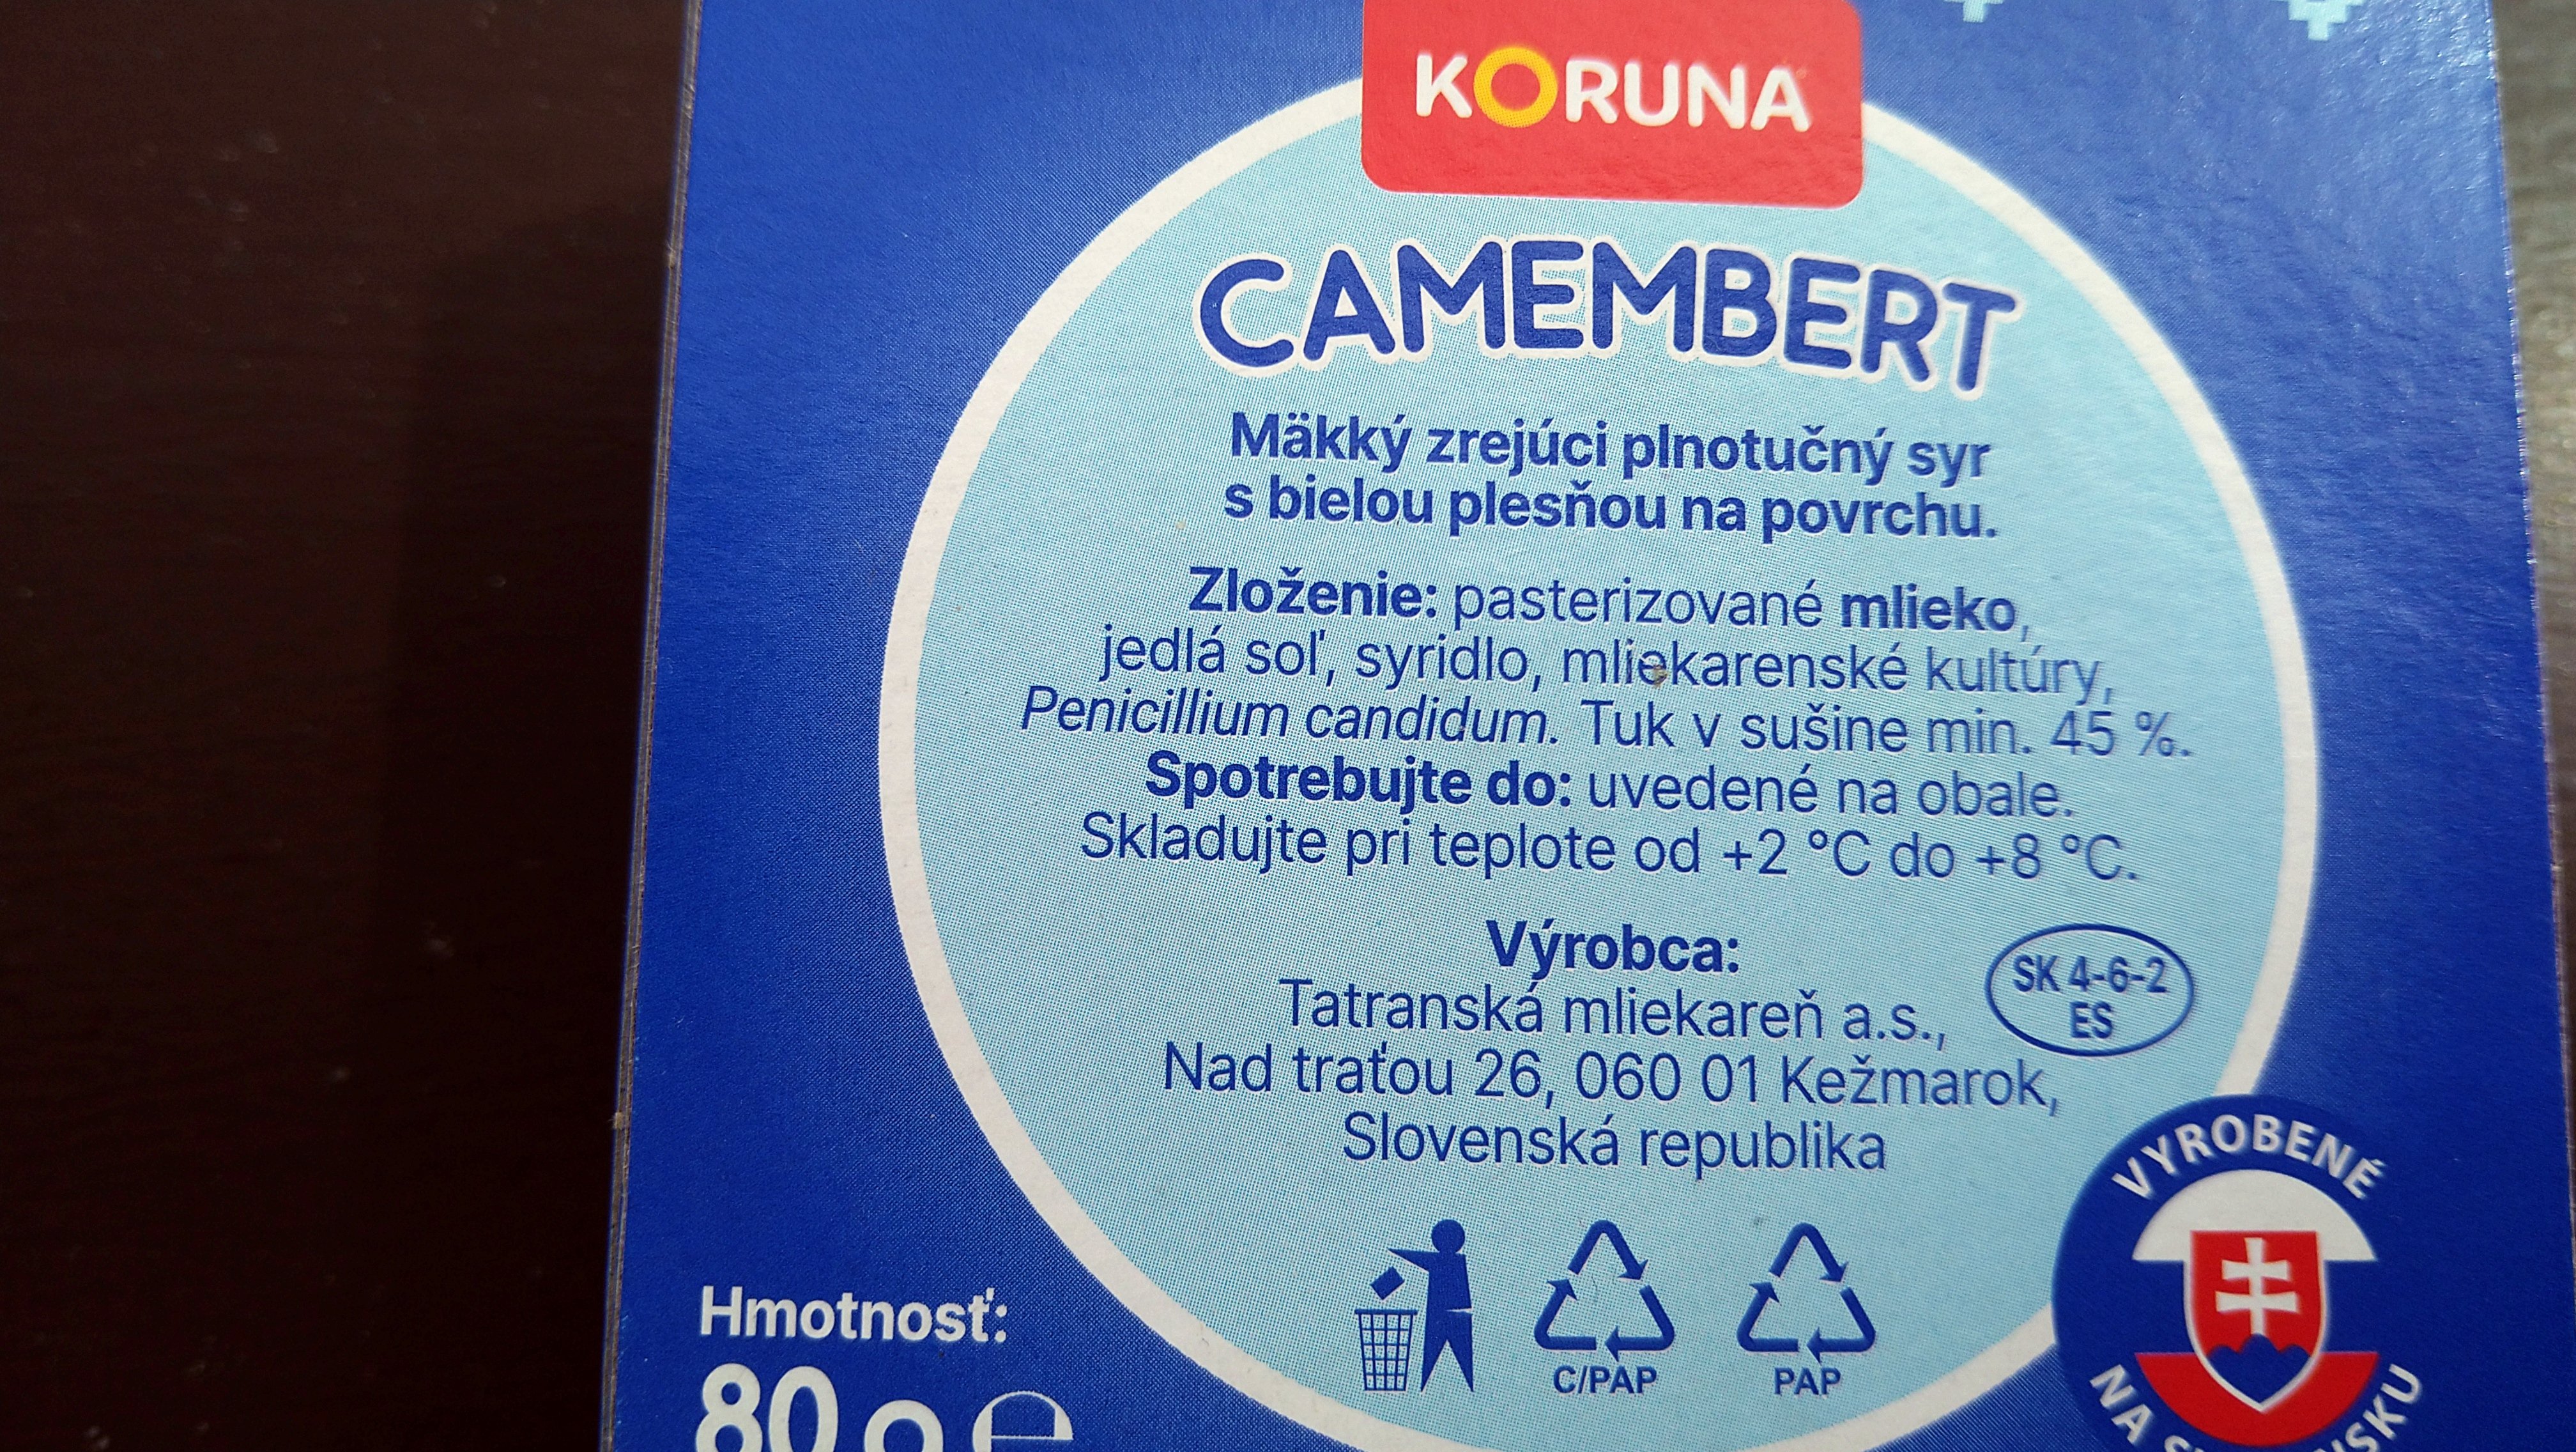 KORUNA
CAMEMBERT
Mäkký zrejúci plnotučný syr
s bielou plesňou na povrchu.
Zloženie: pasterizované mlieko,
jedlá soľ, syridlo, mliekarenské kultúry,
Penicillium candidum. Tuk v sušine min. 45 %.
Spotrebujte do: uvedené na obale.
Skladujte pri teplote od +2 °C do +8 °C.
Výrobca:
Tatranská mliekareň a.s.,
Nad traťou 26, 060 01 Kežmarok,
Slovenská republika
SK 4-6-2
ES
C/PAP
PAP
Hmotnosť:
80 g e
VYROBENÉ
NA